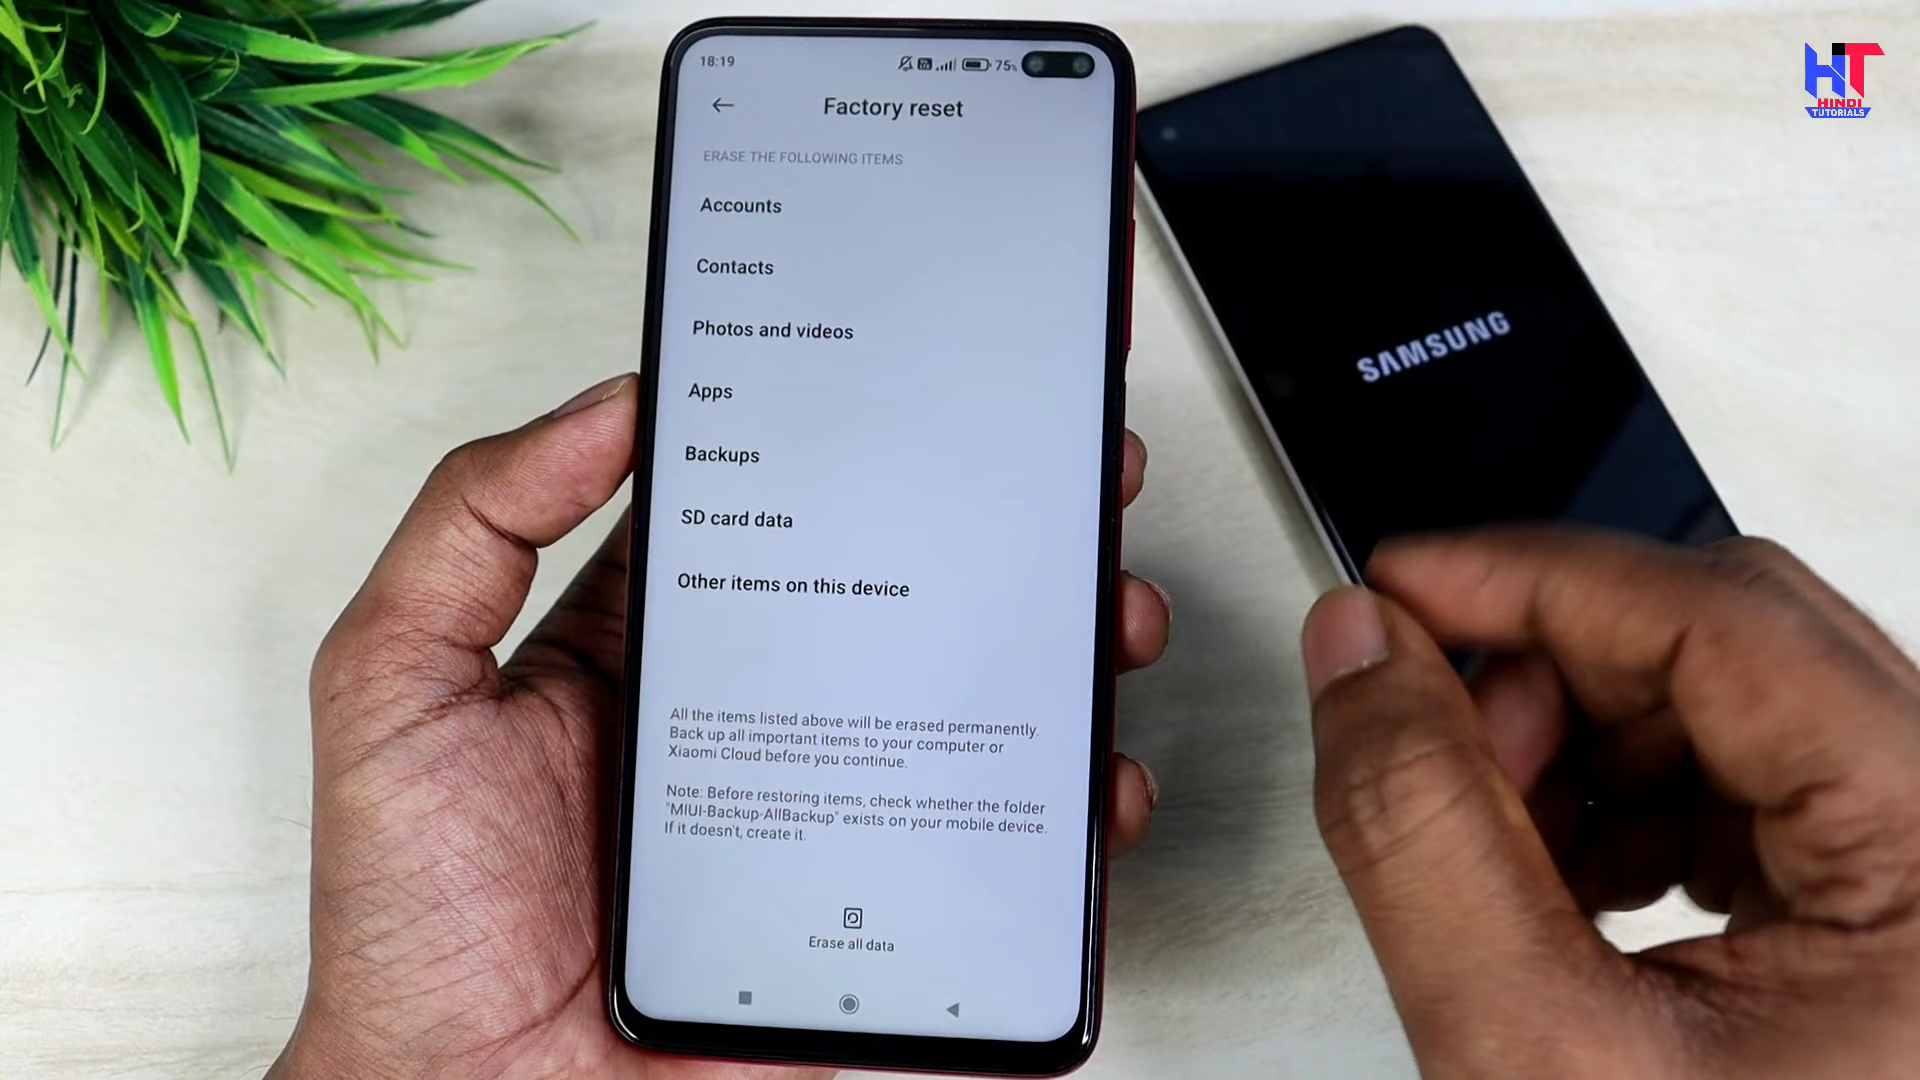 18:19
75%
Factory reset
ERASE THE FOLLOWING ITEMS
Accounts
Contacts
Photos and videos
Apps
Backups
SD card data
Other items on this device
All the items listed above will be erased permanently.
Back up all important items to your computer or
Xiaomi Cloud before you continue.
Note: Before restoring items, check whether the folder
"MIUI-Backup-AllBackup" exists on your mobile device.
If it doesn't, create it.
Erase all data
SAMSUNG
HT
HINDI
TUTORIALS